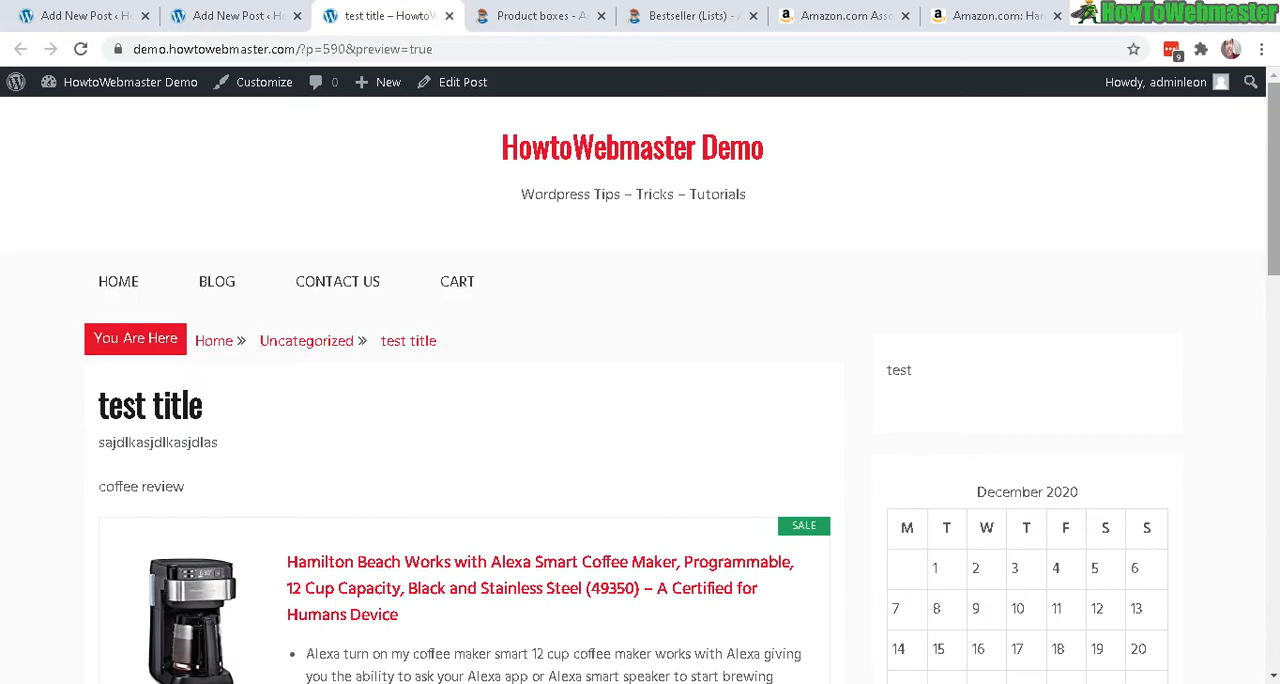 Add New Post ‹ H
Add New Post ‹ H
test title – Howto
Product boxes - A
Bestseller (Lists) - A
Amazon.com Asso
Amazon.com: Ha
HowToWebmaster
demo.howtowebmaster.com/?p=590&preview=true
9
HowtoWebmaster Demo
Customize
0
New
Edit Post
Howdy, adminleon
HowtoWebmaster Demo
Wordpress Tips – Tricks – Tutorials
HOME
BLOG
CONTACT US
CART
You Are Here
Home »
Uncategorized »
test title
test
test title
sajdlkasjdlkasjdlas
coffee review
SALE
Hamilton Beach Works with Alexa Smart Coffee Maker, Programmable,
12 Cup Capacity, Black and Stainless Steel (49350) – A Certified for
Humans Device
• Alexa turn on my coffee maker smart 12 cup coffee maker works with Alexa giving
you the ability to ask your Alexa app or Alexa smart speaker to start brewing
December 2020
M T W T F S S
1 2 3 4 5 6
7 8 9 10 11 12 13
14 15 16 17 18 19 20